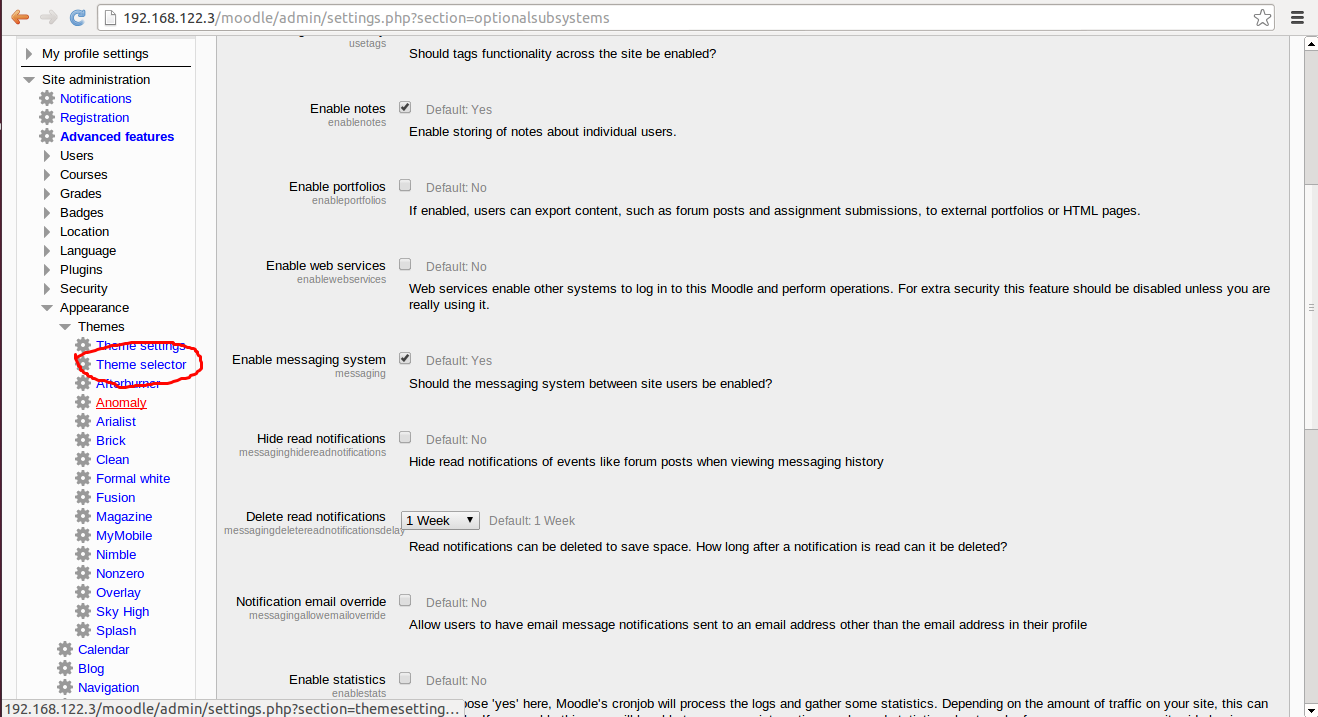 192.168.122.3/moodle/admin/settings.php?section=optionalsubsystems
My profile settings
Site administration
Notifications
Registration
Advanced features
Users
Courses
Grades
Badges
Location
Language
Plugins
Security
Appearance
Themes
Theme settings
Theme selector
Afterburner
Anomaly
Arialist
Brick
Clean
Formal white
Fusion
Magazine
MyMobile
Nimble
Nonzero
Overlay
Sky High
Splash
Calendar
Blog
Navigation
192.168.122.3/moodle/admin/settings.php?section=themesetting...
usetags
Should tags functionality across the site be enabled?
Enable notes Default: Yes
enablenotes
Enable storing of notes about individual users.
Enable portfolios Default: No
enableportfolios
If enabled, users can export content, such as forum posts and assignment submissions, to external portfolios or HTML pages.
Enable web services Default: No
enablewebservices
Web services enable other systems to log in to this Moodle and perform operations. For extra security this feature should be disabled unless you are
really using it.
Enable messaging system Default: Yes
messaging
Should the messaging system between site users be enabled?
Hide read notifications Default: No
messaginghidereadnotifications
Hide read notifications of events like forum posts when viewing messaging history
Delete read notifications 1 Week Default: 1 Week
messagingdeletereadnotificationsdelay
Read notifications can be deleted to save space. How long after a notification is read can it be deleted?
Notification email override Default: No
messagingallowemailoverride
Allow users to have email message notifications sent to an email address other than the email address in their profile
Enable statistics Default: No
enablestats
'yes' here, Moodle's cronjob will process the logs and gather some statistics. Depending on the amount of traffic on your site, this can